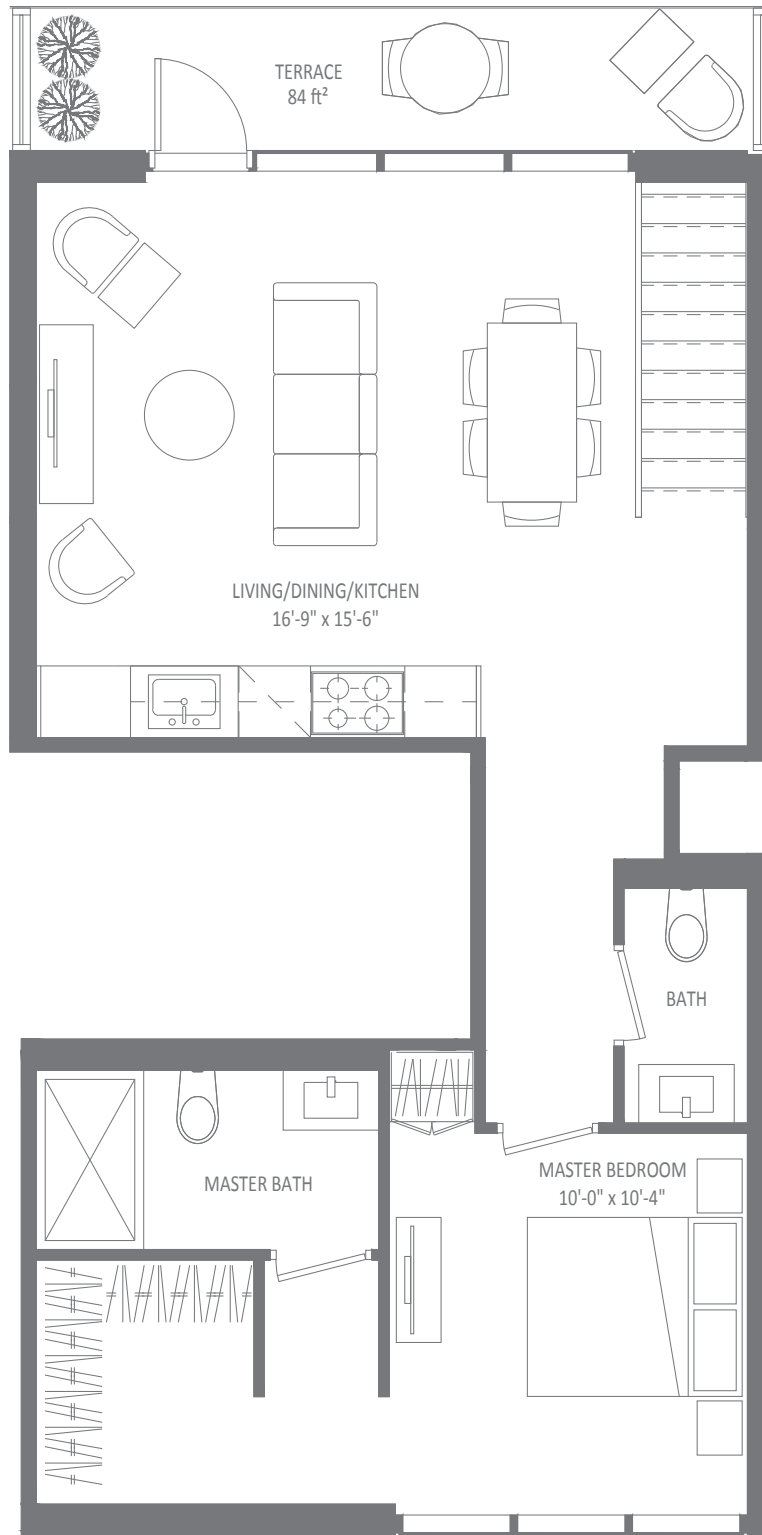 TERRACE
84 ft²
LIVING/DINING/KITCHEN
16'-9" x 15'-6"
BATH
MASTER BATH
MASTER BEDROOM
10'-0" x 10'-4"